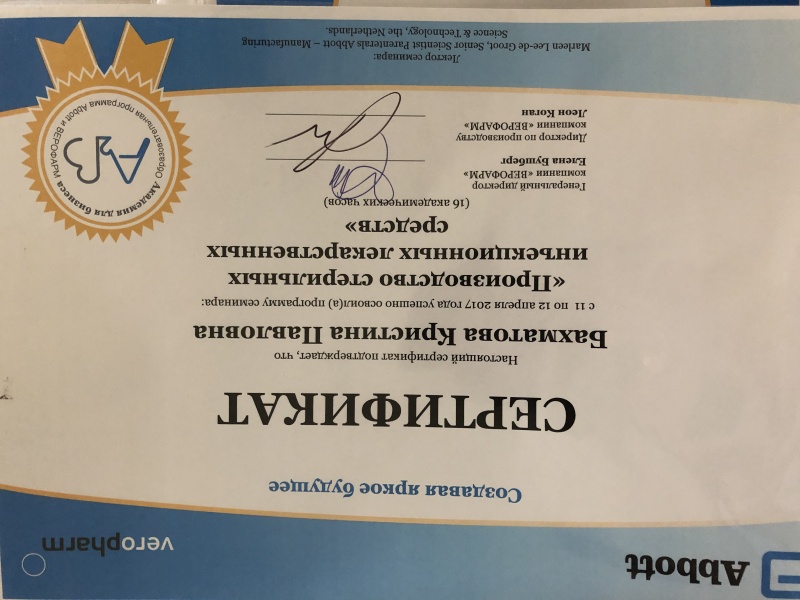 Abbott
veropharm
Создавая яркое будущее
СЕРТИФИКАТ
Настоящий сертификат подтверждает, что
Бахматова Кристина Павловна
с 11 по 12 апреля 2017 года успешно освоил(а) программу семинара:
«Производство стерильных
инъекционных лекарственных
средств»
(16 академических часов)
Генеральный директор
компании «ВЕРОФАРМ»
Елена Бушберг
Директор по производству
компании «ВЕРОФАРМ»
Леон Коган
Академия для бизнеса
Образовательная программа Abbott и ВЕРОФАРМ
АБ
Лектор семинара:
Marleen Lee-de Groot, Senior Scientist Parenterals Abbott – Manufacturing
Science & Technology, the Netherlands.